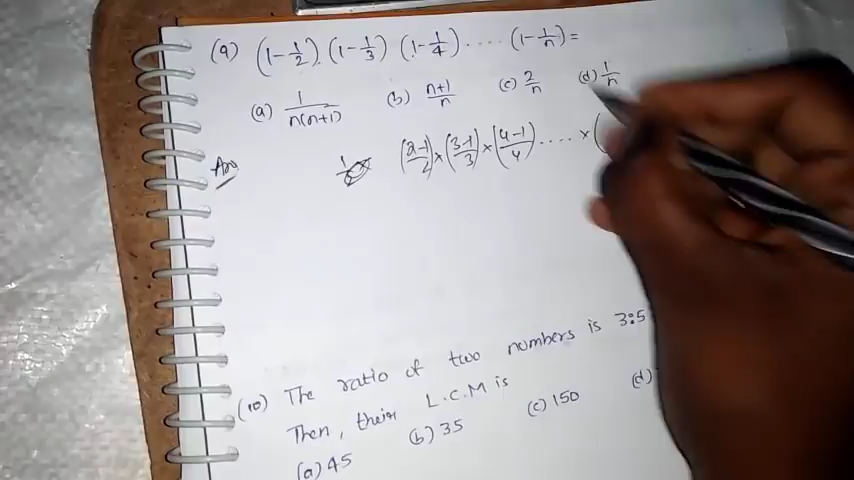 (9) (1-1/2) (1-1/3) (1-1/4) ..... (1-1/n) =
(a) 1/n(n+1) (b) n+1/n (c) 2/n (d) 1/n
Ans (2-1/2) × (3-1/3) × (4-1/4) ..... × (
(10) The ratio of two numbers is 3:5
Then, their L.C.M is
(a) 45 (b) 35 (c) 150 (d)